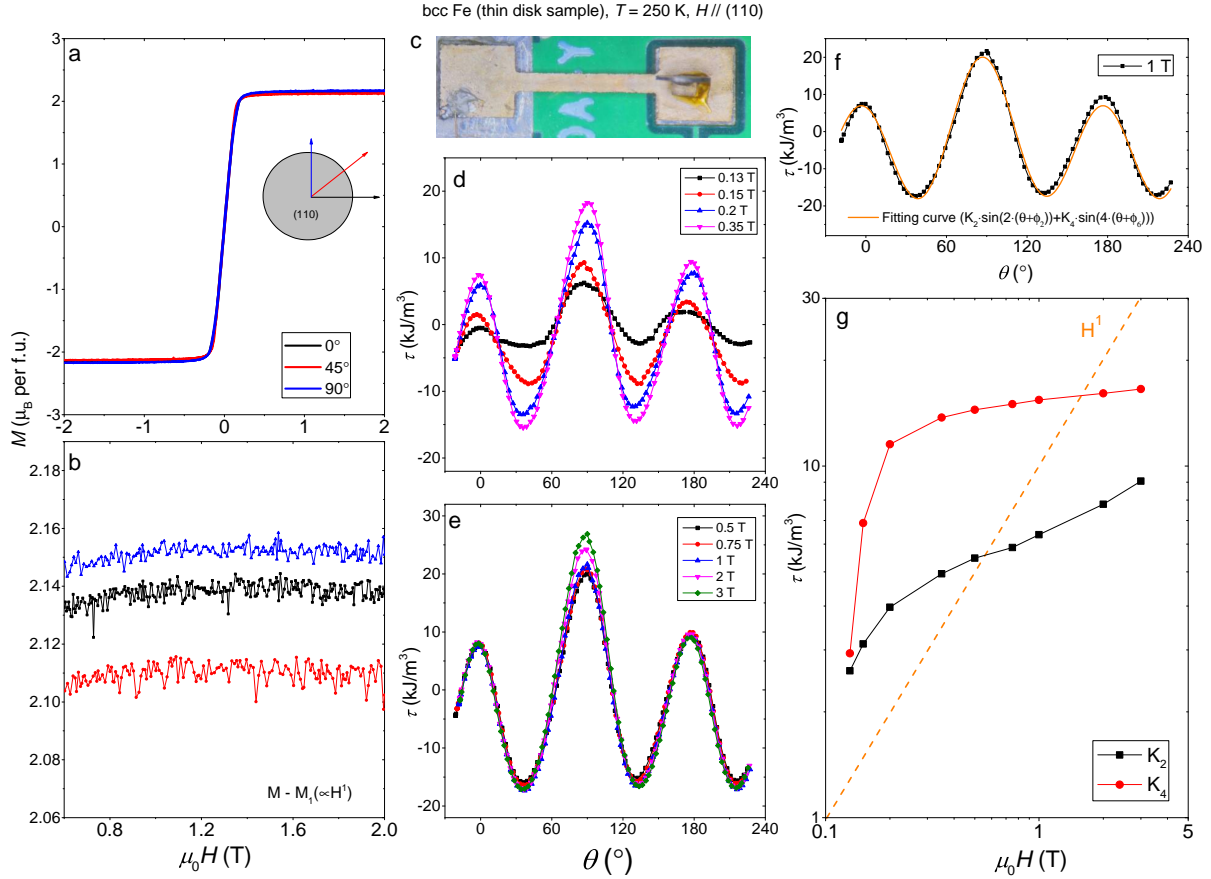 bcc Fe (thin disk sample), T = 250 K, H // (110)
a
3
2
1
0
-1
-2
-3
-2
-1
0
1
2
(110)
0°
45°
90°
M (μB per f.u.)
b
2.18
2.16
2.14
2.12
2.10
2.08
2.06
0.8
1.2
1.6
2.0
M - M₁(∝H¹)
μ₀H (T)
c
d
0.13 T
0.15 T
0.2 T
0.35 T
τ (kJ/m³)
20
10
0
-10
-20
0
60
120
180
240
e
0.5 T
0.75 T
1 T
2 T
3 T
τ (kJ/m³)
30
20
10
0
-10
-20
0
60
120
180
240
θ (°)
f
1 T
τ (kJ/m³)
20
10
0
-10
-20
Fitting curve (K₂·sin(2·(θ+ϕ₂))+K₄·sin(4·(θ+ϕ₆)))
0
60
120
180
240
θ (°)
g
H¹
τ (kJ/m³)
30
10
1
K₂
K₄
0.1
1
5
μ₀H (T)